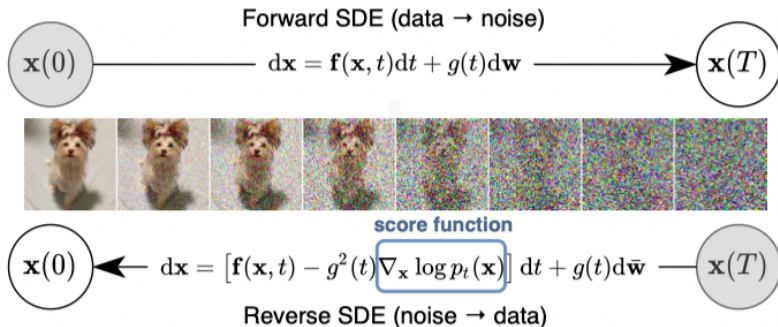 Forward SDE (data → noise)
x(0) dx = f(x, t)dt + g(t)dw x(T)
score function
x(0) dx = [f(x, t) − g²(t)∇ₓ log pₜ(x)] dt + g(t)dw̄ x(T)
Reverse SDE (noise → data)